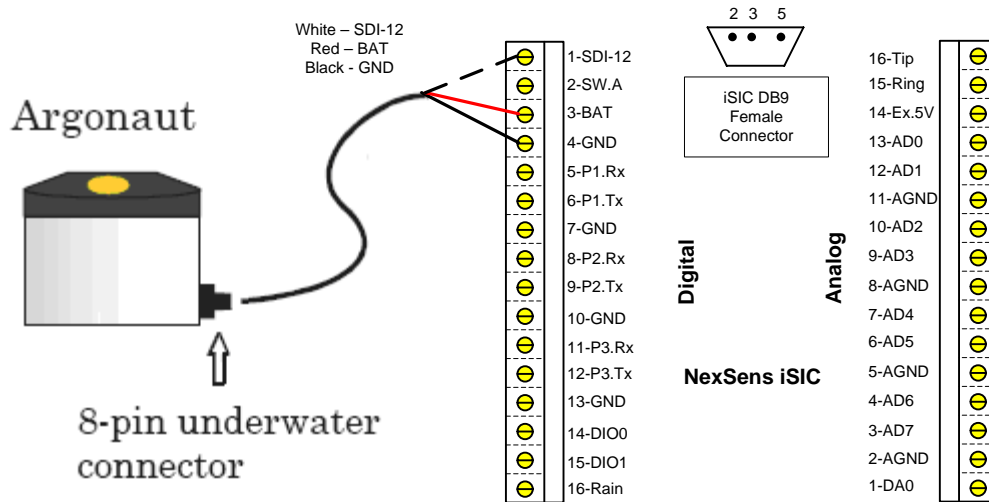 White – SDI-12
Red – BAT
Black - GND
Argonaut
8-pin underwater
connector
1-SDI-12
2-SW.A
3-BAT
4-GND
5-P1.Rx
6-P1.Tx
7-GND
8-P2.Rx
9-P2.Tx
10-GND
11-P3.Rx
12-P3.Tx
13-GND
14-DIO0
15-DIO1
16-Rain
2 3 5
iSIC DB9
Female
Connector
Digital
Analog
NexSens iSIC
16-Tip
15-Ring
14-Ex.5V
13-AD0
12-AD1
11-AGND
10-AD2
9-AD3
8-AGND
7-AD4
6-AD5
5-AGND
4-AD6
3-AD7
2-AGND
1-DA0